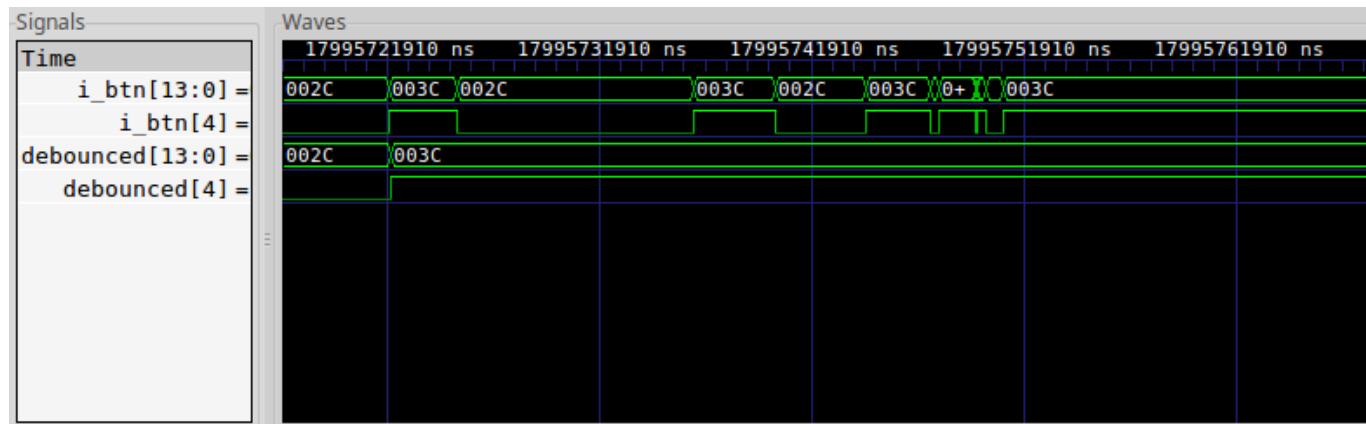 Signals Waves
Time 17995721910 ns 17995731910 ns 17995741910 ns 17995751910 ns 17995761910 ns
i_btn[13:0] = 002C 003C 002C 003C 002C 003C 0+ 003C
i_btn[4] =
debounced[13:0] = 002C 003C
debounced[4] =